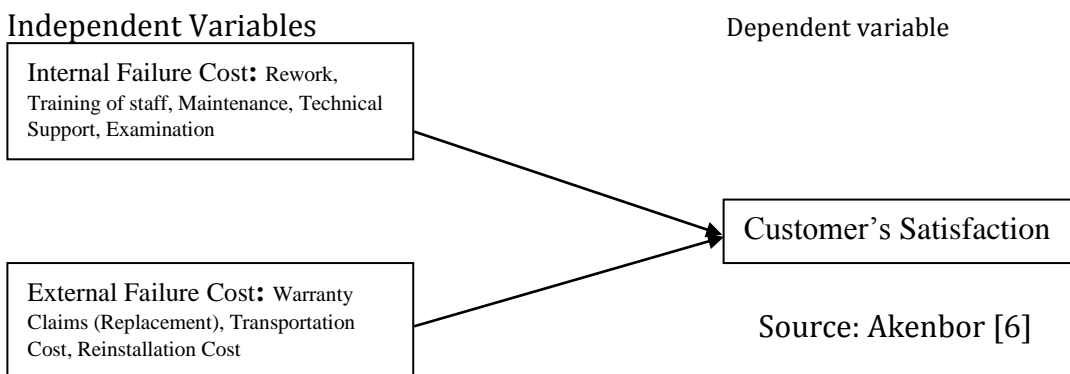 Independent Variables
Dependent variable
Internal Failure Cost: Rework,
Training of staff, Maintenance, Technical
Support, Examination
Customer's Satisfaction
External Failure Cost: Warranty
Claims (Replacement), Transportation
Cost, Reinstallation Cost
Source: Akenbor [6]